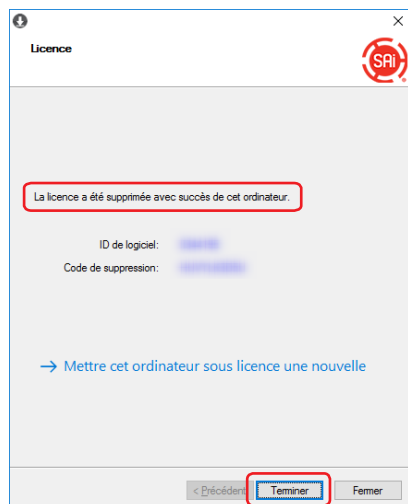 Licence
SAi
La licence a été supprimée avec succès de cet ordinateur.
ID de logiciel:
Code de suppression:
→ Mettre cet ordinateur sous licence une nouvelle
< Précédent
Terminer
Fermer